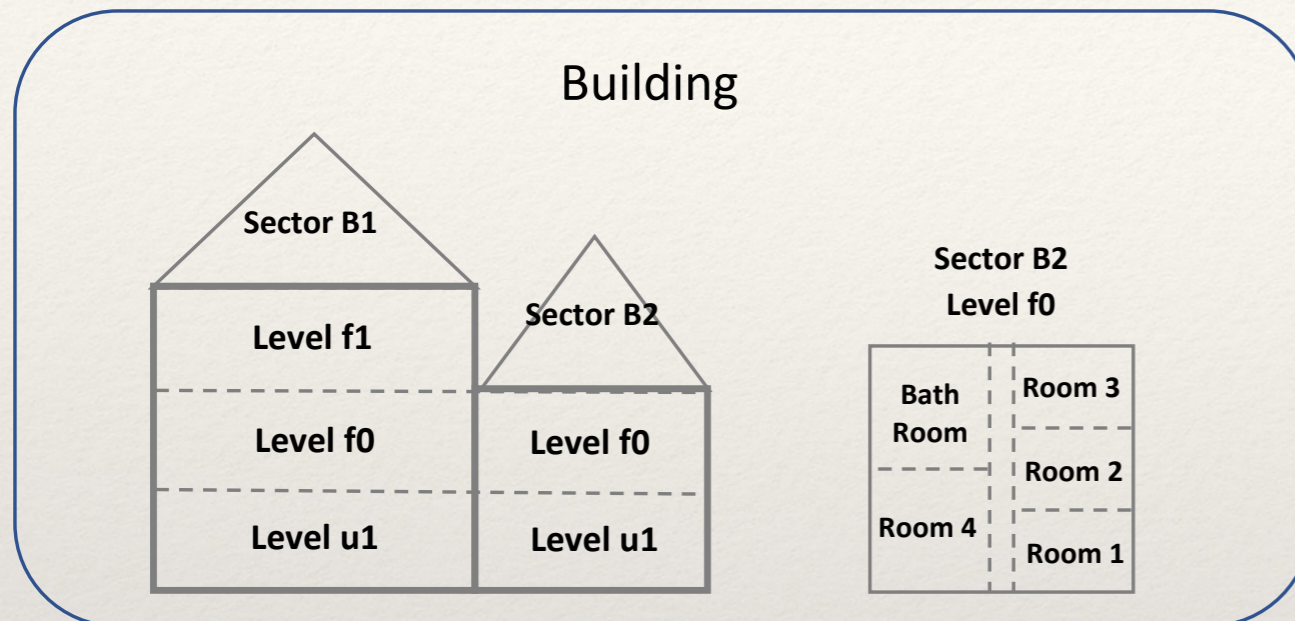 Building
Sector B1
Level f1
Level f0
Level u1
Sector B2
Level f0
Level u1
Sector B2
Level f0
Bath
Room
Room 4
Room 3
Room 2
Room 1